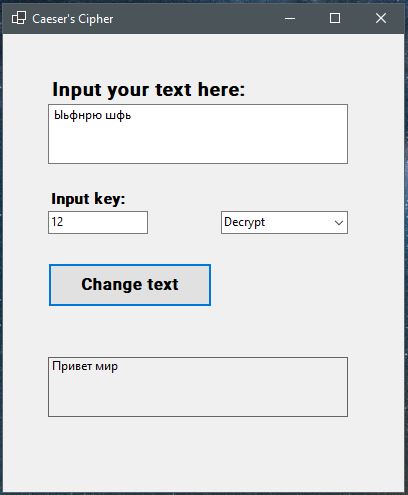 Caeser's Cipher
Input your text here:
Ыьфнрю шфь
Input key:
12 Decrypt
Change text
Привет мир